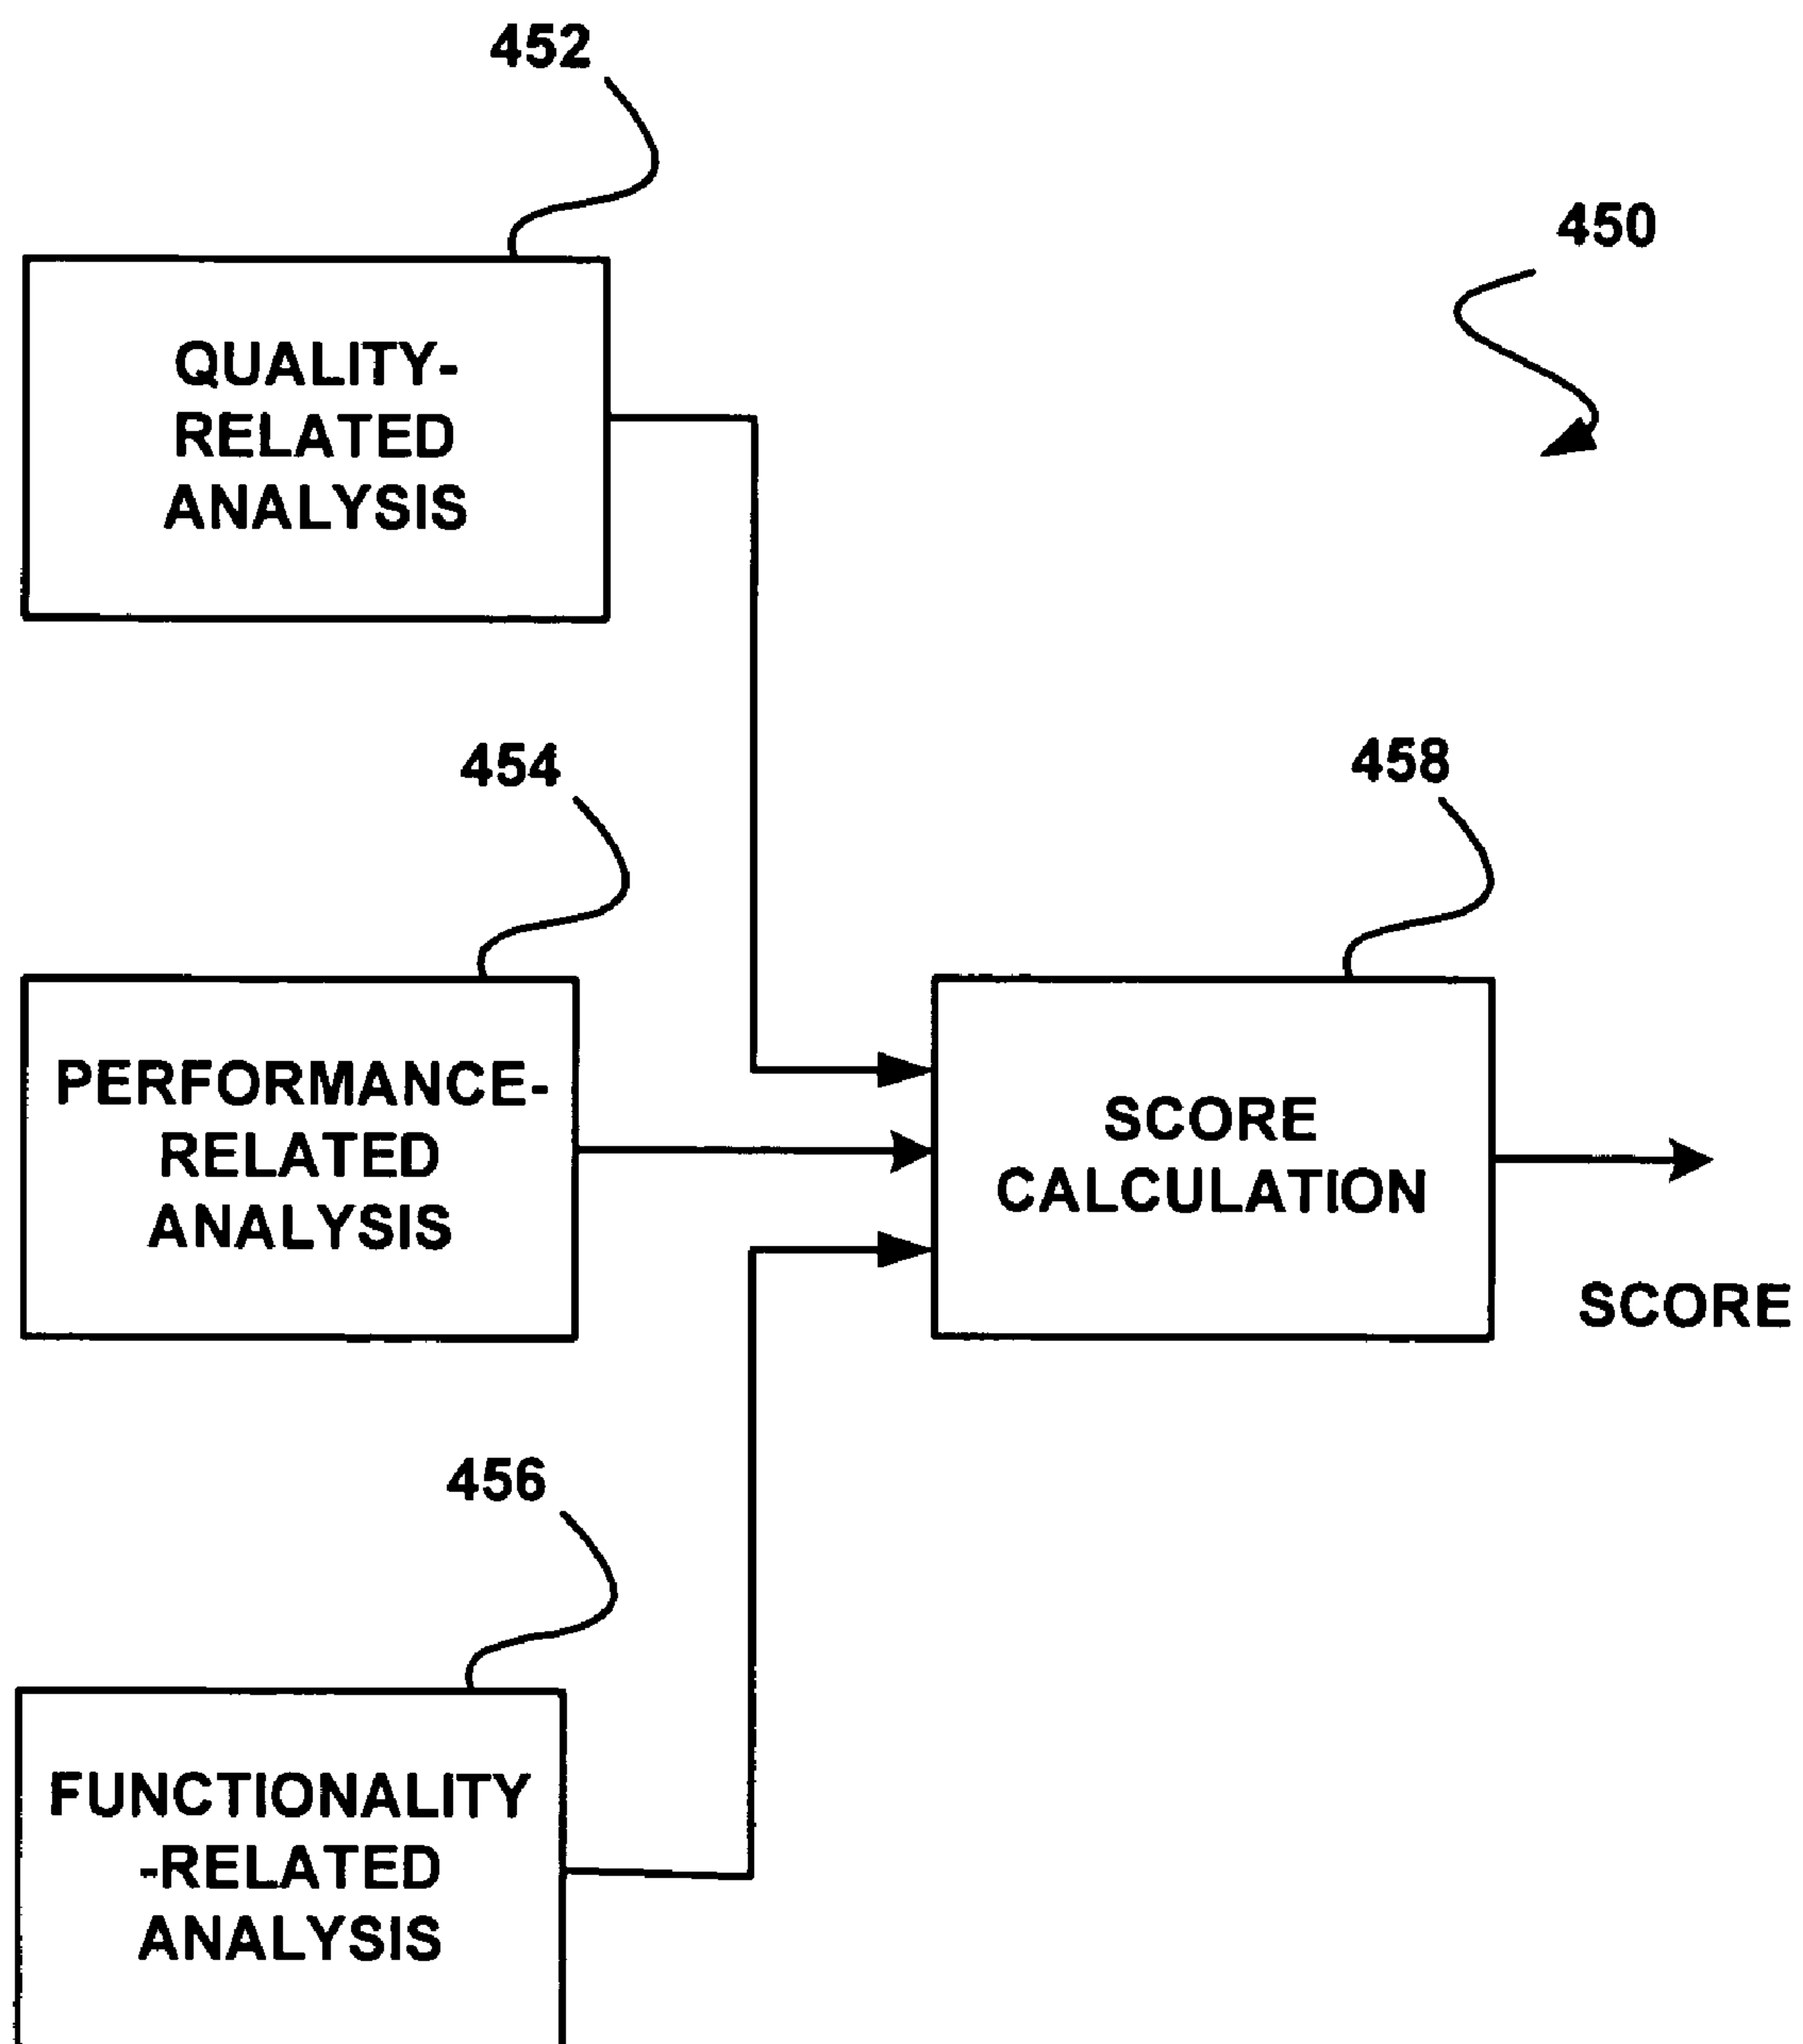 452
450
QUALITY-
RELATED
ANALYSIS
454
458
PERFORMANCE-
RELATED
ANALYSIS
SCORE
CALCULATION
SCORE
456
FUNCTIONALITY
-RELATED
ANALYSIS